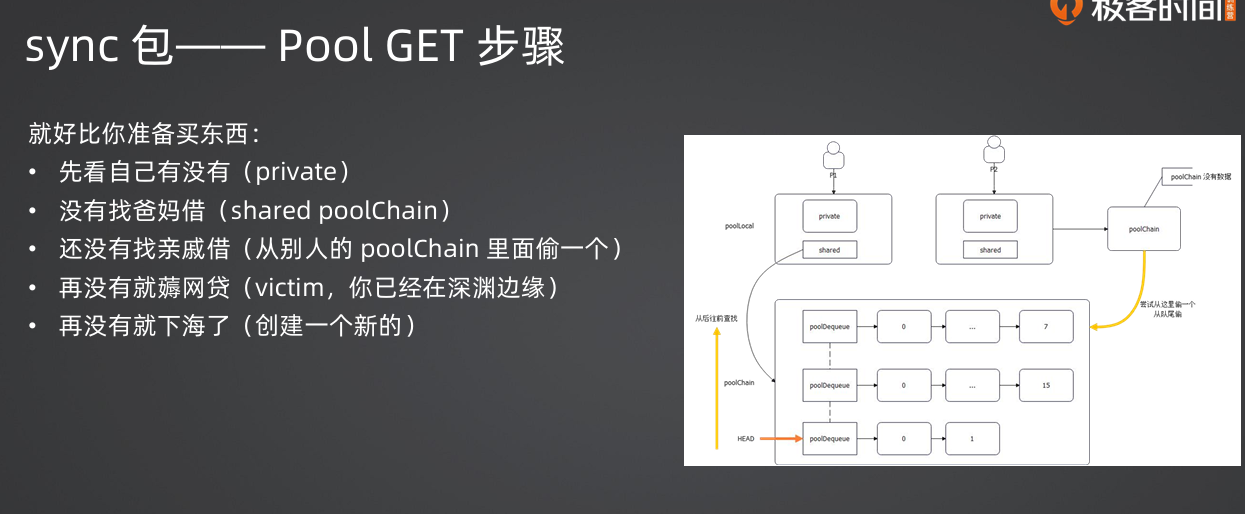 极客时间
训练营
sync 包—— Pool GET 步骤
就好比你准备买东西：
• 先看自己有没有（private）
• 没有找爸妈借（shared poolChain）
• 还没有找亲戚借（从别人的 poolChain 里面偷一个）
• 再没有就薅网贷（victim，你已经在深渊边缘）
• 再没有就下海了（创建一个新的）
P1
P2
poolChain 没有数据
poolLocal
private
private
poolChain
shared
shared
尝试从这里偷一个
从队尾偷
从后往前查找
poolDequeue
0
...
7
poolChain
poolDequeue
0
...
15
HEAD
poolDequeue
0
1